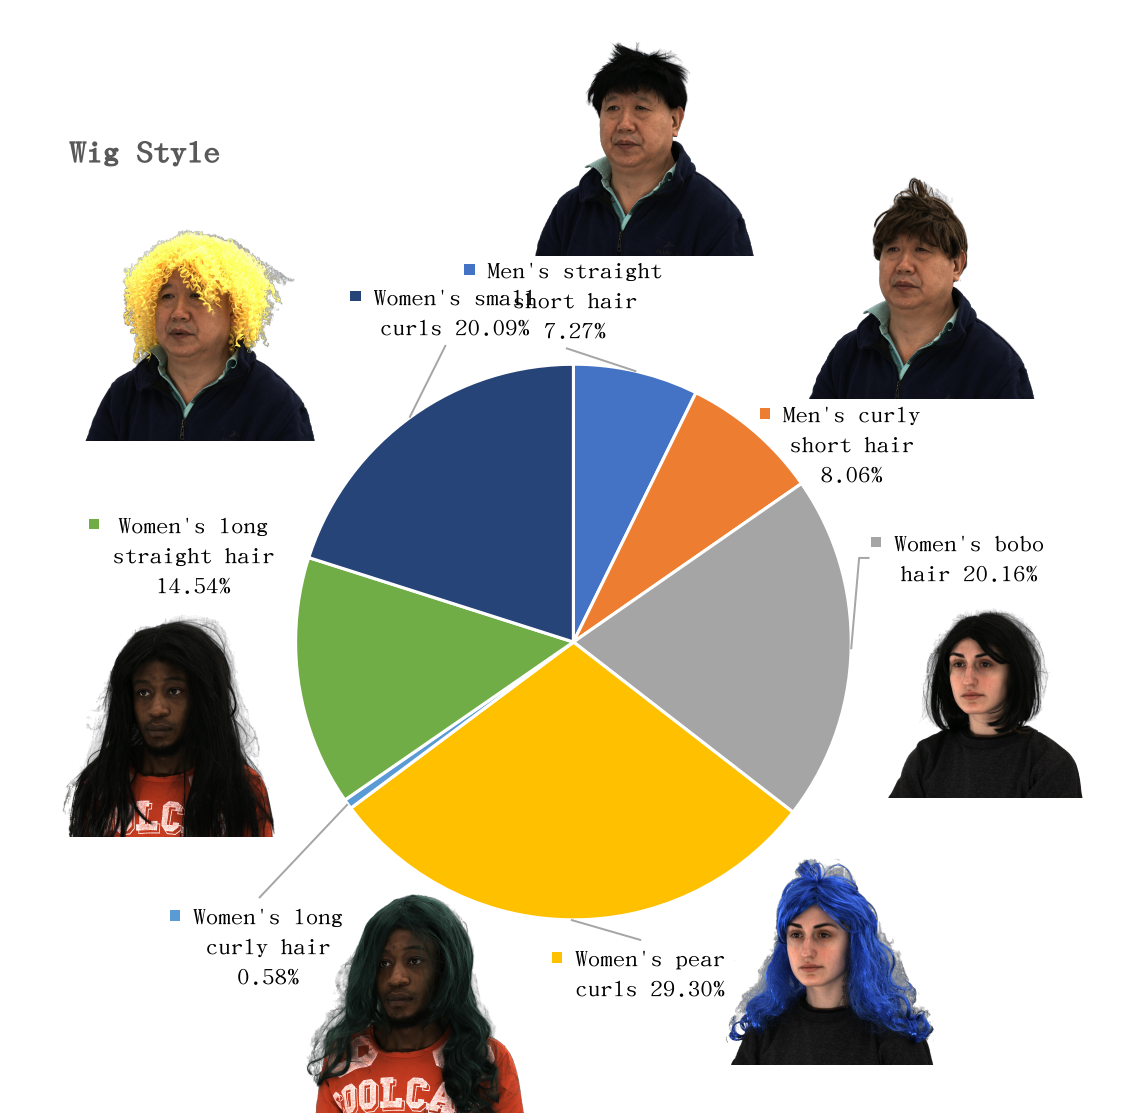 Wig Style
Men's straight
short hair
7.27%
Women's small
curls 20.09%
Men's curly
short hair
8.06%
Women's long
straight hair
14.54%
Women's bobo
hair 20.16%
Women's long
curly hair
0.58%
Women's pear
curls 29.30%
OOLCA